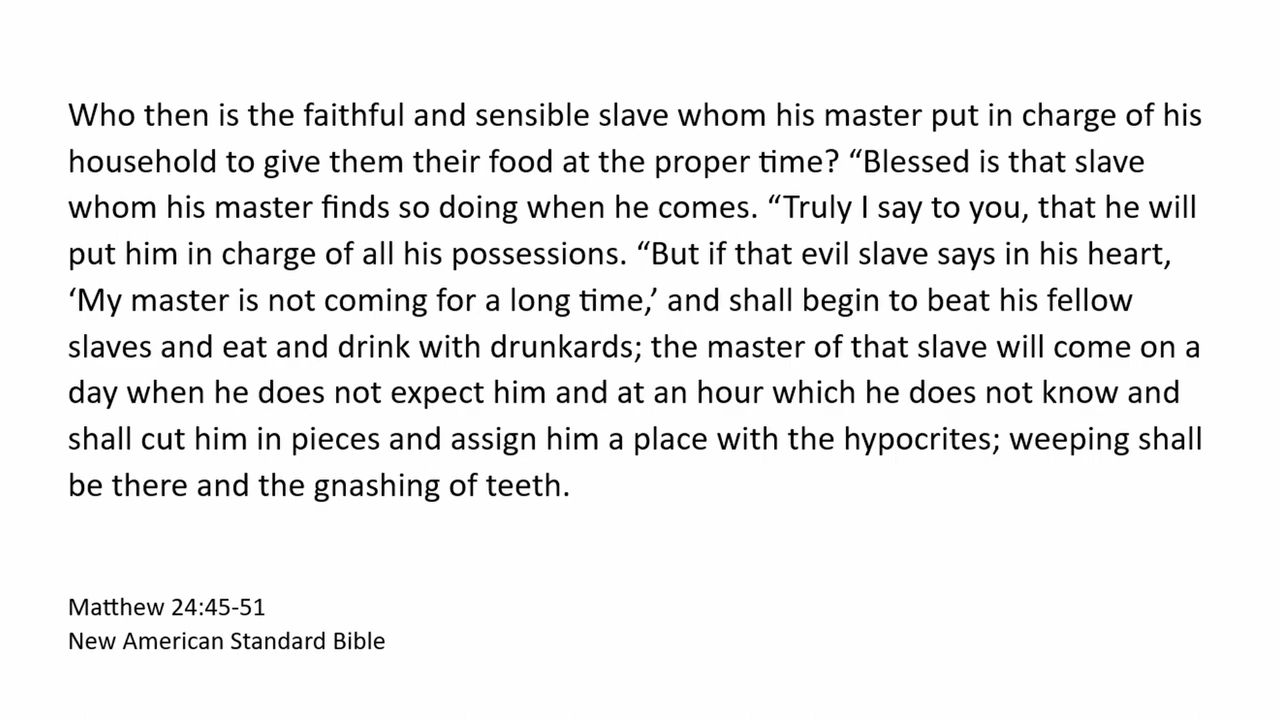 Who then is the faithful and sensible slave whom his master put in charge of his
household to give them their food at the proper time? “Blessed is that slave
whom his master finds so doing when he comes. “Truly I say to you, that he will
put him in charge of all his possessions. “But if that evil slave says in his heart,
‘My master is not coming for a long time,’ and shall begin to beat his fellow
slaves and eat and drink with drunkards; the master of that slave will come on a
day when he does not expect him and at an hour which he does not know and
shall cut him in pieces and assign him a place with the hypocrites; weeping shall
be there and the gnashing of teeth.
Matthew 24:45-51
New American Standard Bible